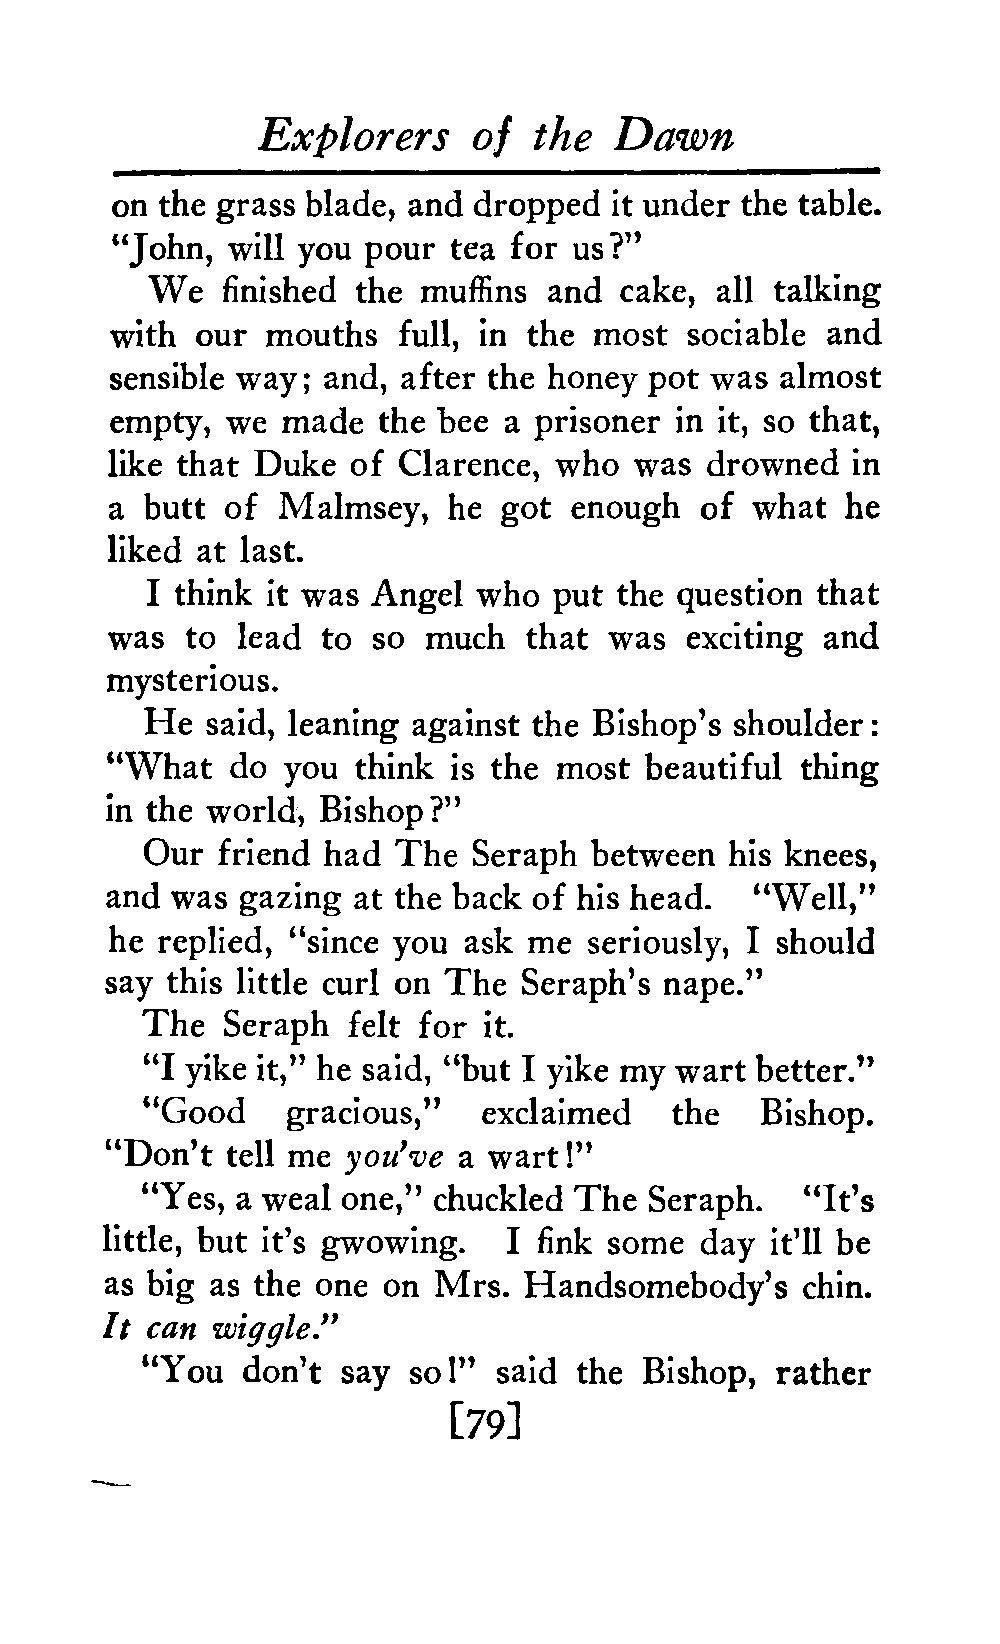 Explorers of the Dawn
on the grass blade, and dropped it under the table.
"John, will you pour tea for us?"
We finished the muffins and cake, all talking
with our mouths full, in the most sociable and
sensible way; and, after the honey pot was almost
empty, we made the bee a prisoner in it, so that,
like that Duke of Clarence, who was drowned in
a butt of Malmsey, he got enough of what he
liked at last.
I think it was Angel who put the question that
was to lead to so much that was exciting and
mysterious.
He said, leaning against the Bishop's shoulder:
"What do you think is the most beautiful thing
in the world, Bishop?"
Our friend had The Seraph between his knees,
and was gazing at the back of his head. "Well,"
he replied, "since you ask me seriously, I should
say this little curl on The Seraph's nape."
The Seraph felt for it.
"I yike it," he said, "but I yike my wart better."
"Good gracious," exclaimed the Bishop.
"Don't tell me you've a wart!"
"Yes, a weal one," chuckled The Seraph. "It's
little, but it's gwowing. I fink some day it'll be
as big as the one on Mrs. Handsomebody's chin.
It can wiggle."
"You don't say so!" said the Bishop, rather
[79]